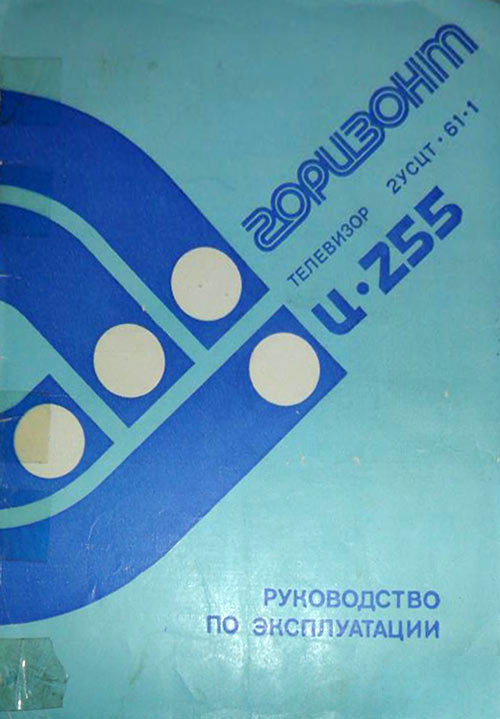 горизонт
ТЕЛЕВИЗОР 2УСЦТ·61-1
Ц·255
РУКОВОДСТВО
ПО ЭКСПЛУАТАЦИИ